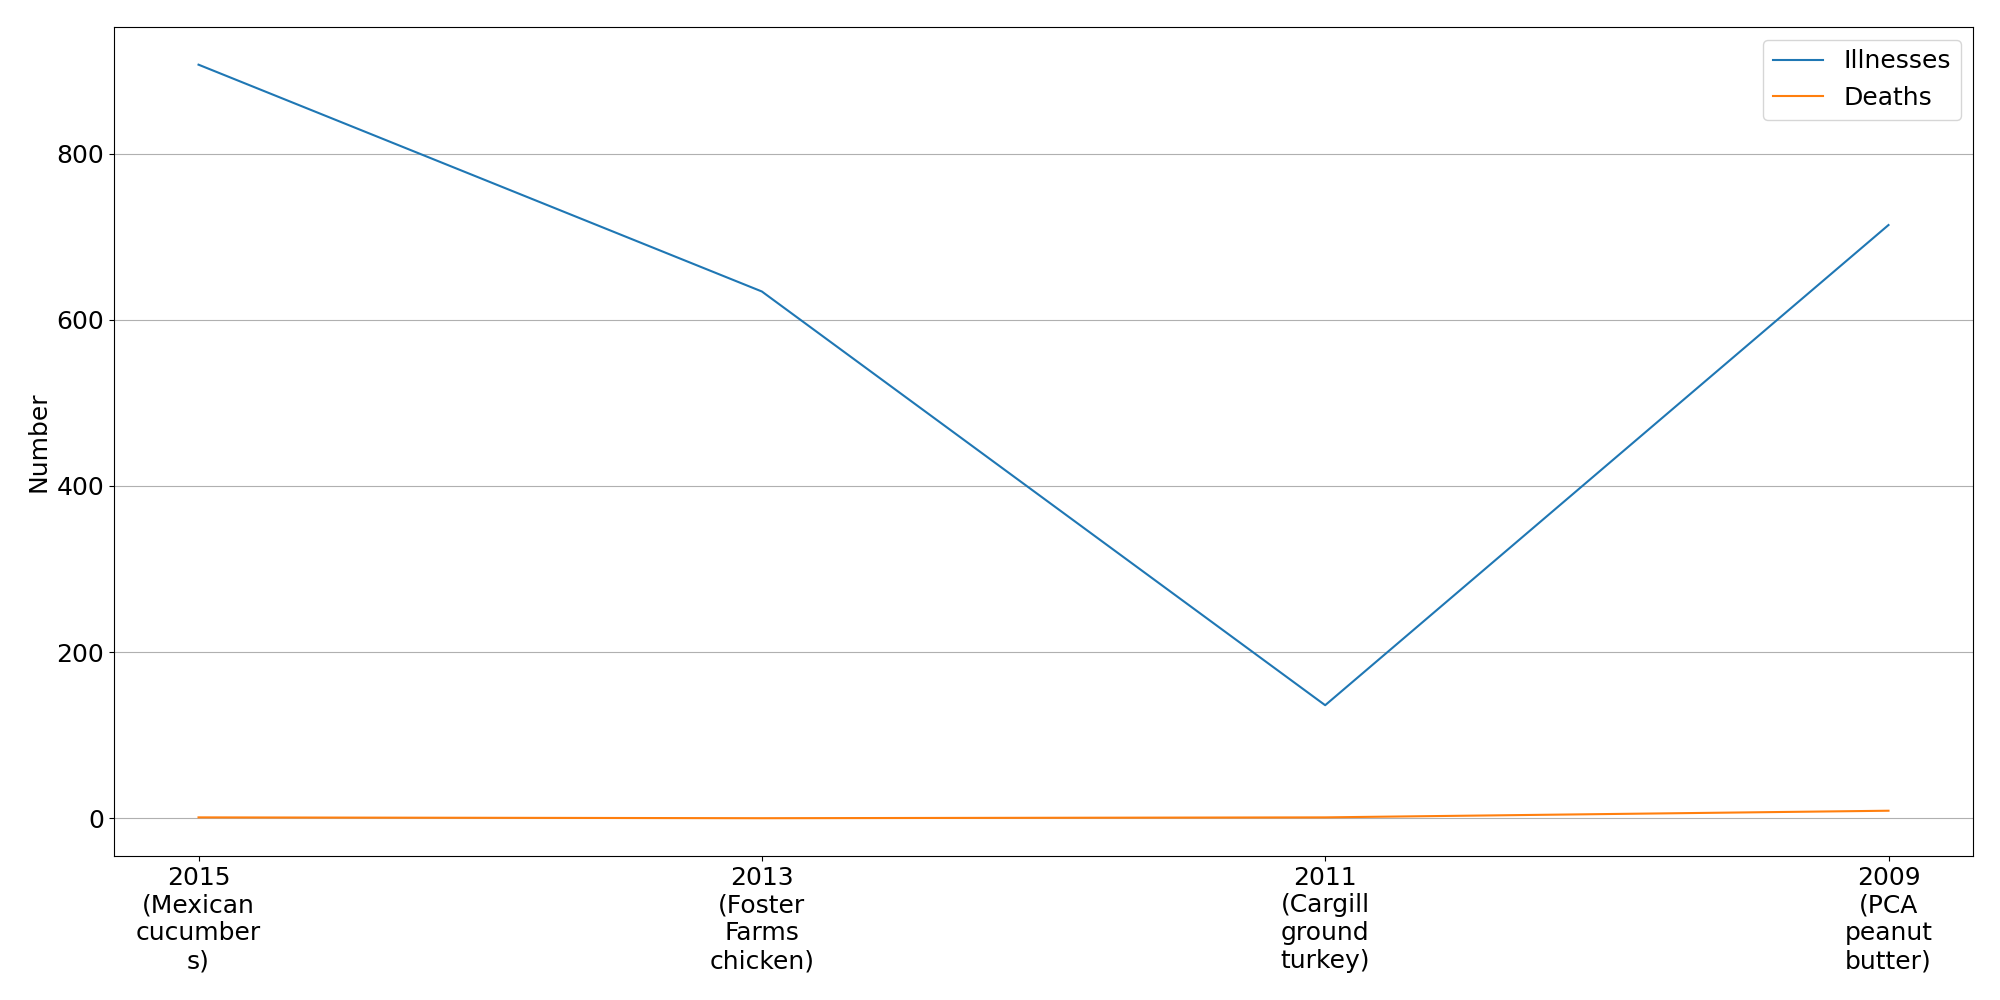 Illnesses
Deaths
800
600
400
200
0
Number
2015
(Mexican
cucumber
s)
2013
(Foster
Farms
chicken)
2011
(Cargill
ground
turkey)
2009
(PCA
peanut
butter)